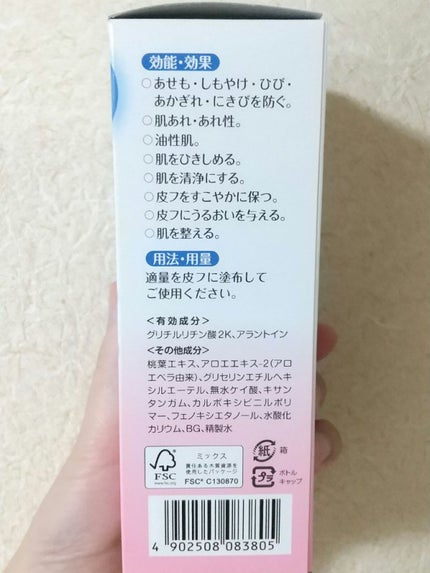 効能・効果
○あせも・しもやけ・ひび・
あかぎれ・にきびを防ぐ。
○肌あれ・あれ性。
○油性肌。
○肌をひきしめる。
○肌を清浄にする。
○皮フをすこやかに保つ。
○皮フにうるおいを与える。
○肌を整える。
用法・用量
適量を皮フに塗布して
ご使用ください。
<有効成分>
グリチルリチン酸2K、アラントイン
<その他成分>
桃葉エキス、アロエエキス-2(アロ
エベラ由来)、グリセリンエチルヘキ
シルエーテル、無水ケイ酸、キサン
タンガム、カルボキシビニルポリ
マー、フェノキシエタノール、水酸化
カリウム、BG、精製水
FSC
www.fsc.org
ミックス
責任ある木質資源を
使用したパッケージ
FSC® C130870
紙 箱
プラ ボトル
キャップ
4 902508 083805